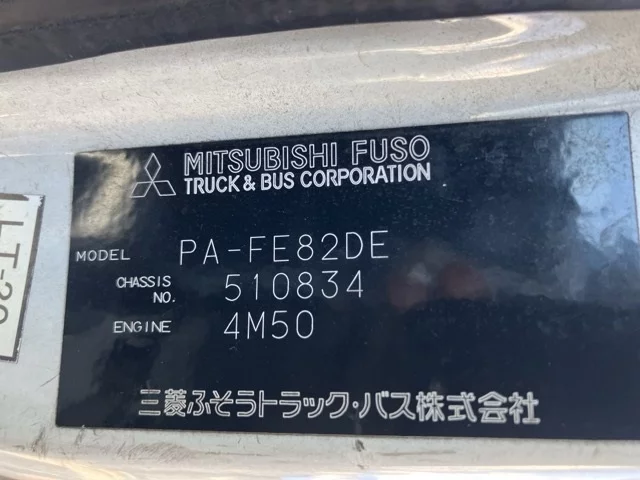 MITSUBISHI FUSO
TRUCK & BUS CORPORATION
MODEL PA-FE82DE
CHASSIS NO. 510834
ENGINE 4M50
三菱ふそうトラック・バス株式会社